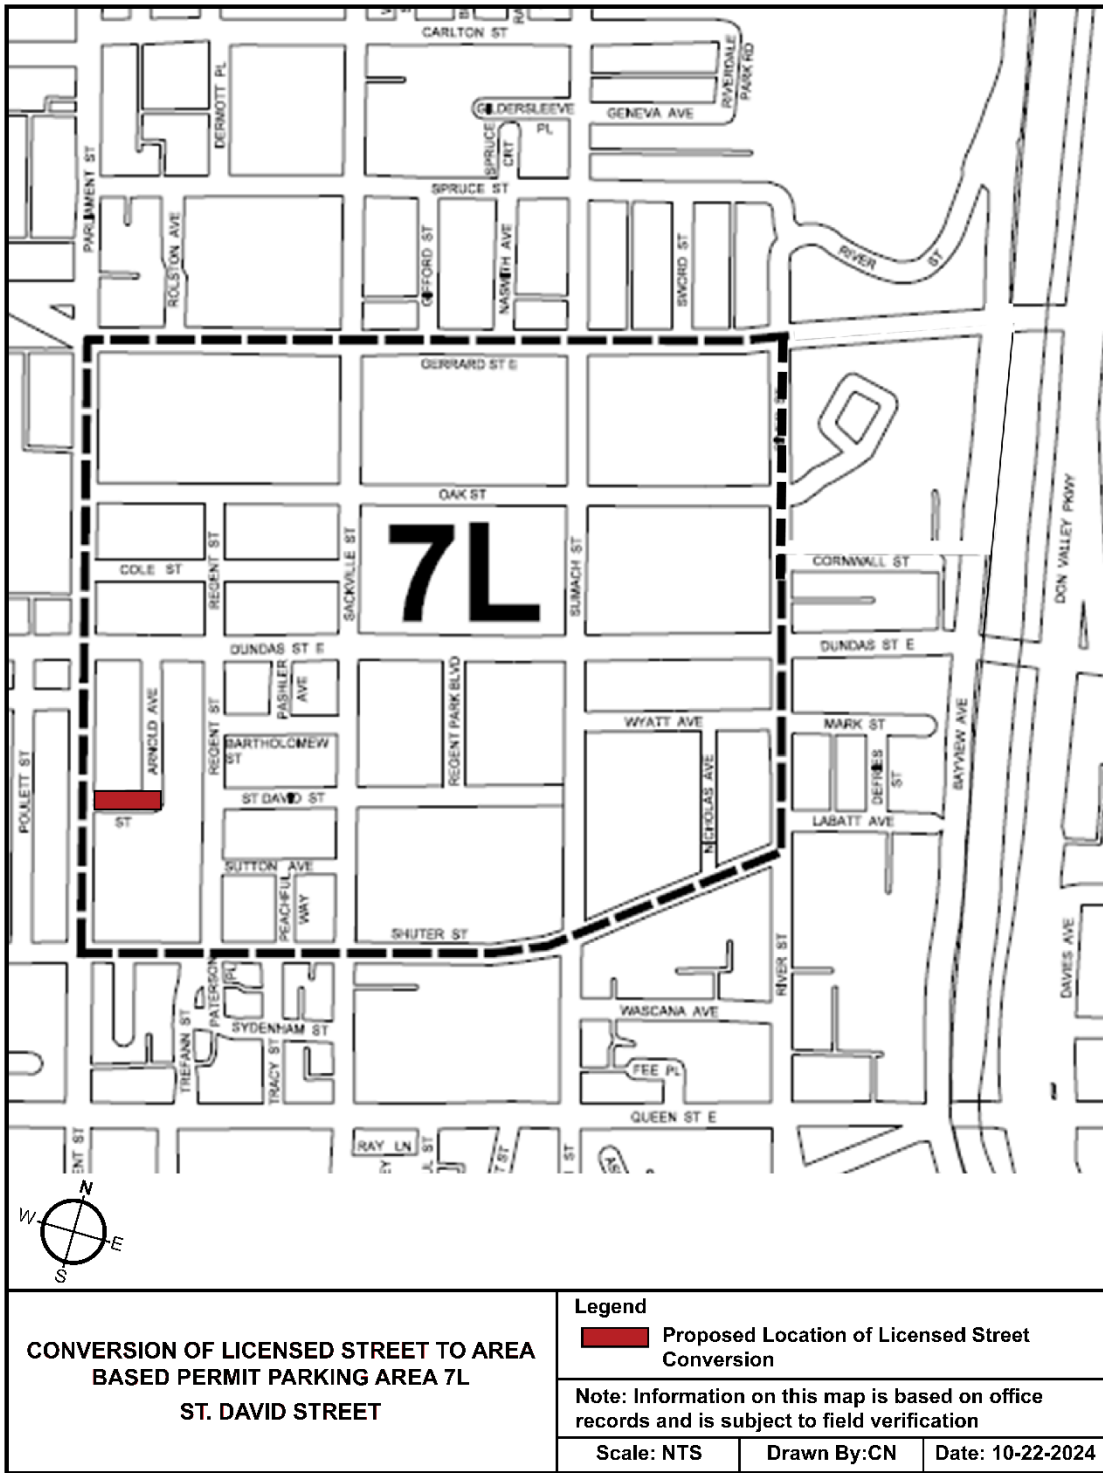 CARLTON ST
RIVERDALE
PARK RD
DERMOTT PL
GILDERSLEEVE
PL
GENEVA AVE
SPRUCE
CRT
PARLIAMENT ST
SPRUCE ST
ROLSTON AVE
GIFFORD ST
NASMITH AVE
SWORD ST
RIVER
ST
GERRARD ST E
OAK ST
DON VALLEY PKWY
7L
COLE ST
REGENT ST
SACKVILLE ST
SUMACH ST
CORNWALL ST
DUNDAS ST E
DUNDAS ST E
PASHLER
AVE
ARNOLD AVE
REGENT ST
REGENT PARK BLVD
WYATT AVE
MARK ST
BARTHOLOMEW
ST
NICHOLAS AVE
DEFRIES
ST
BAYVIEW AVE
POULETT ST
ST DAVID ST
ST
LABATT AVE
SUTTON AVE
PEACHFUL
WAY
SHUTER ST
RIVER ST
DAVIES AVE
PATERSON
PL
TREFANN ST
SYDENHAM ST
TRACY ST
WASCANA AVE
FEE PL
QUEEN ST E
RAY LN
N
W
E
S
CONVERSION OF LICENSED STREET TO AREA
BASED PERMIT PARKING AREA 7L
ST. DAVID STREET
Legend
Proposed Location of Licensed Street
Conversion
Note: Information on this map is based on office
records and is subject to field verification
Scale: NTS
Drawn By:CN
Date: 10-22-2024